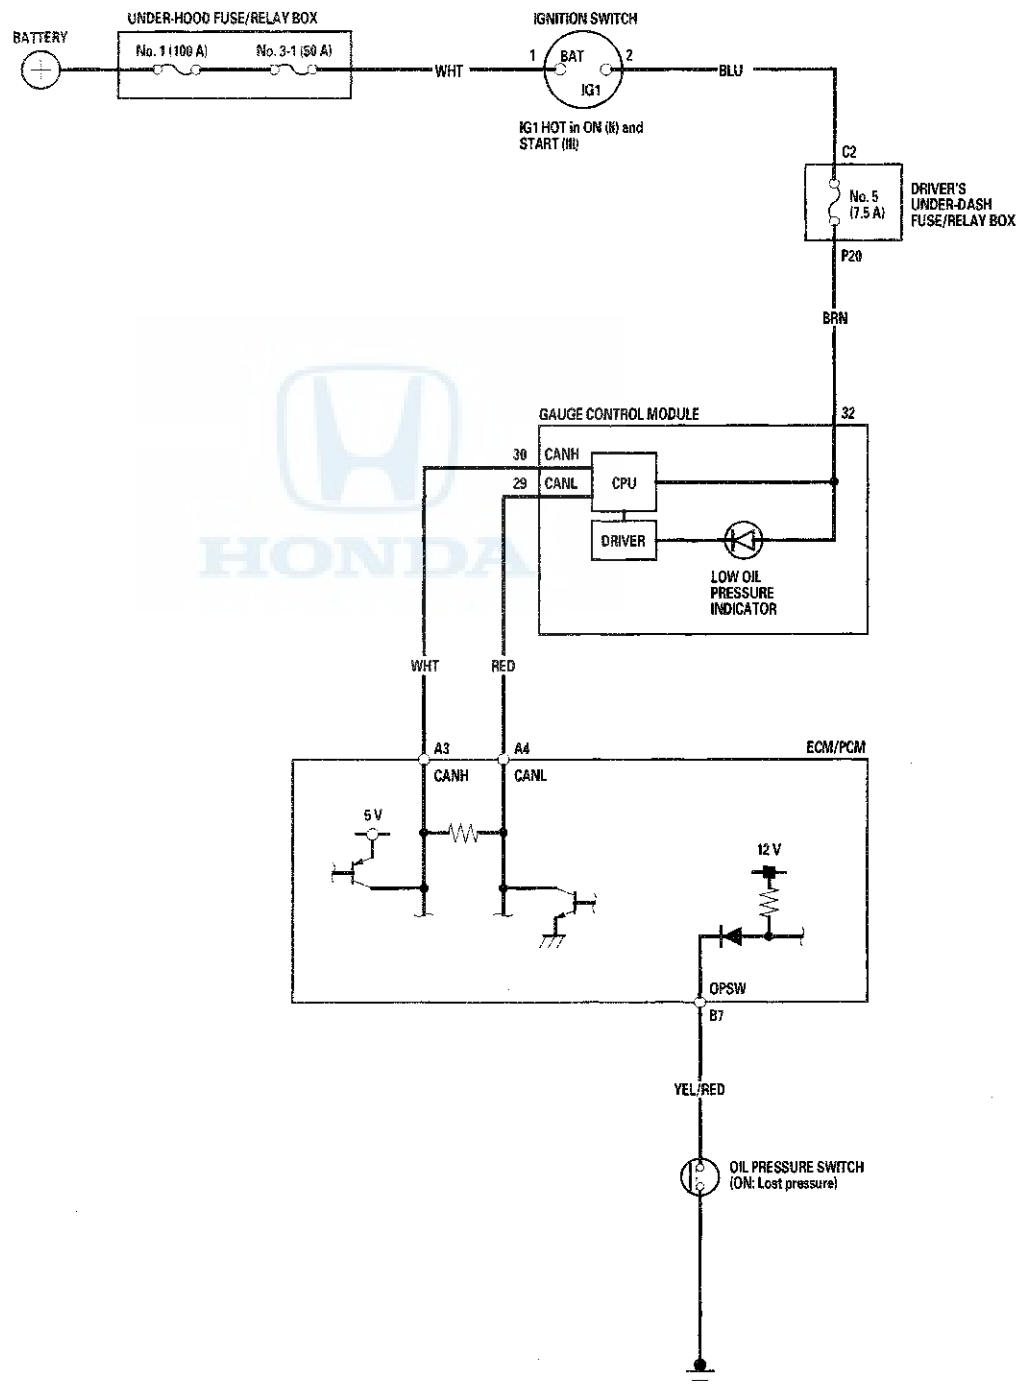 UNDER-HOOD FUSE/RELAY BOX
IGNITION SWITCH
BATTERY
No. 1 (100 A)
No. 3-1 (50 A)
WHT
1
BAT
2
IG1
BLU
IG1 HOT in ON (II) and
START (III)
C2
No. 5
(7.5 A)
DRIVER'S
UNDER-DASH
FUSE/RELAY BOX
P20
BRN
GAUGE CONTROL MODULE
32
30
CANH
29
CANL
CPU
DRIVER
LOW OIL
PRESSURE
INDICATOR
HONDA
WHT
RED
A3
A4
ECM/PCM
CANH
CANL
5 V
12 V
OPSW
B7
YEL/RED
OIL PRESSURE SWITCH
(ON: Lost pressure)